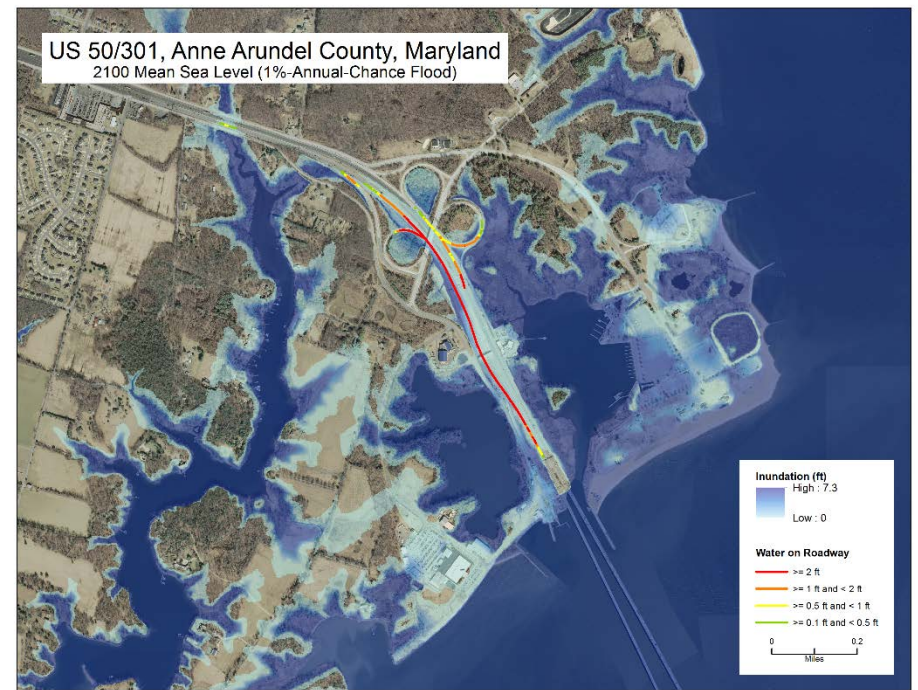 US 50/301, Anne Arundel County, Maryland
2100 Mean Sea Level (1%-Annual-Chance Flood)
Inundation (ft)
High : 7.3
Low : 0
Water on Roadway
>= 2 ft
>= 1 ft and < 2 ft
>= 0.5 ft and < 1 ft
>= 0.1 ft and < 0.5 ft
0 0.2
Miles